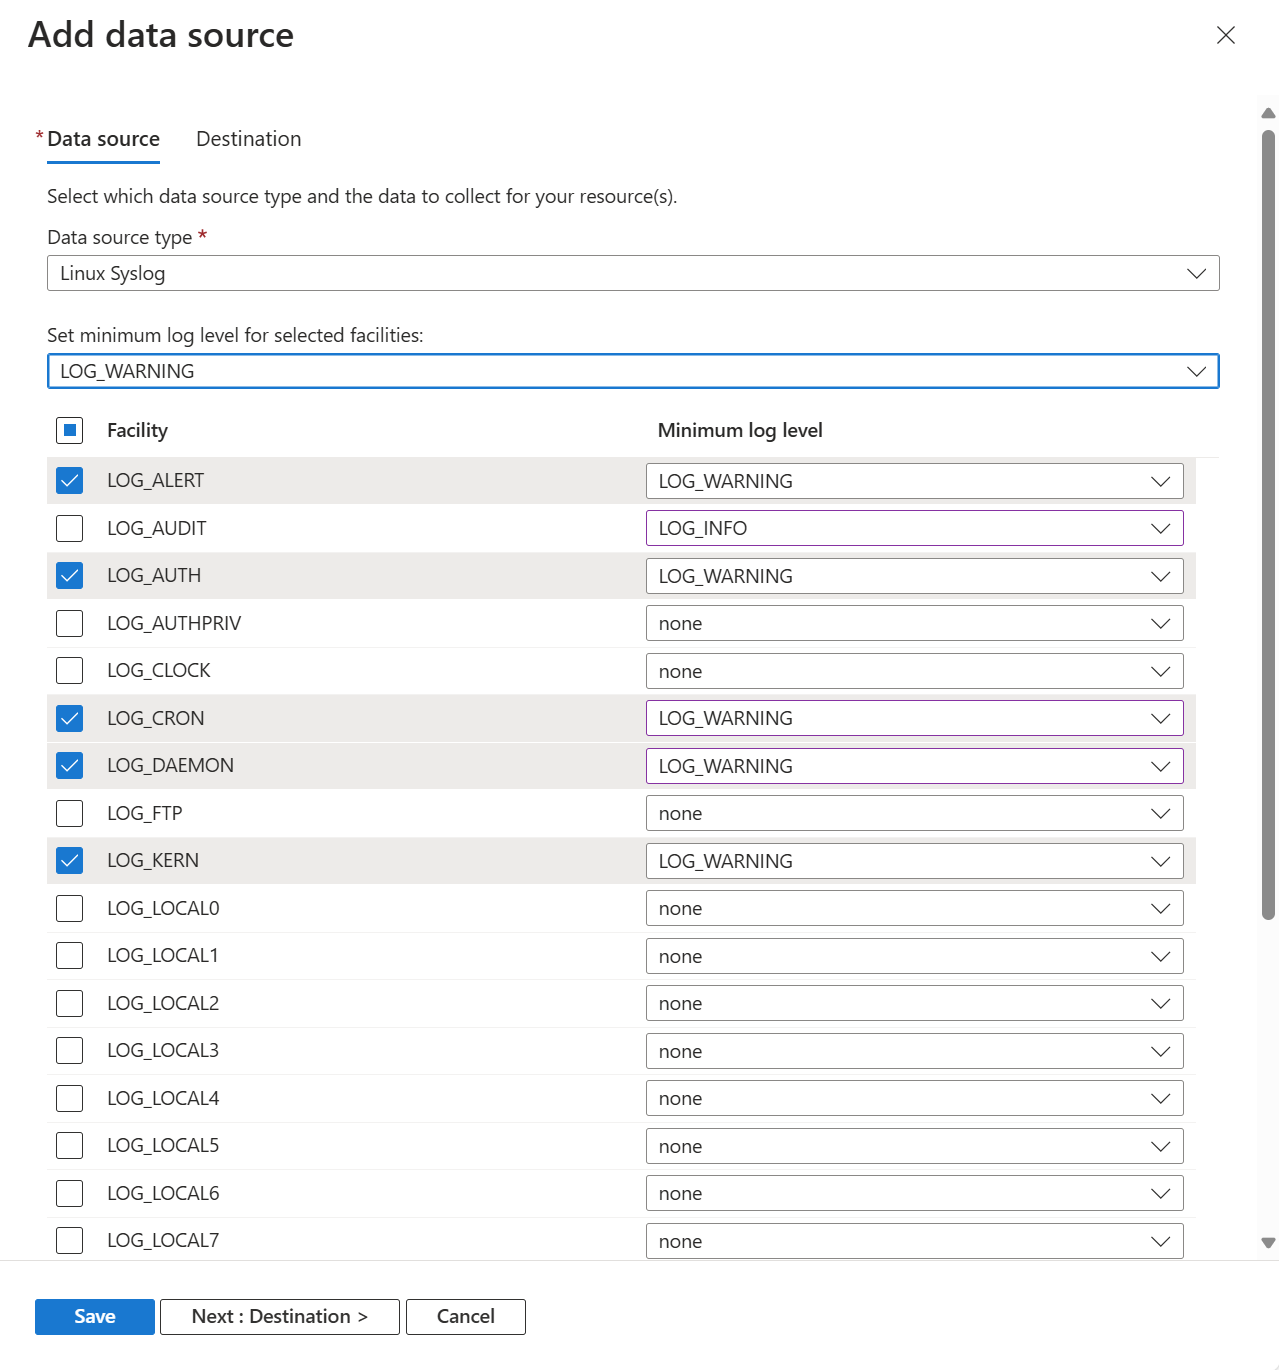 Add data source
* Data source Destination
Select which data source type and the data to collect for your resource(s).
Data source type *
Linux Syslog
Set minimum log level for selected facilities:
LOG_WARNING
Facility Minimum log level
LOG_ALERT LOG_WARNING
LOG_AUDIT LOG_INFO
LOG_AUTH LOG_WARNING
LOG_AUTHPRIV none
LOG_CLOCK none
LOG_CRON LOG_WARNING
LOG_DAEMON LOG_WARNING
LOG_FTP none
LOG_KERN LOG_WARNING
LOG_LOCAL0 none
LOG_LOCAL1 none
LOG_LOCAL2 none
LOG_LOCAL3 none
LOG_LOCAL4 none
LOG_LOCAL5 none
LOG_LOCAL6 none
LOG_LOCAL7 none
Save Next : Destination > Cancel